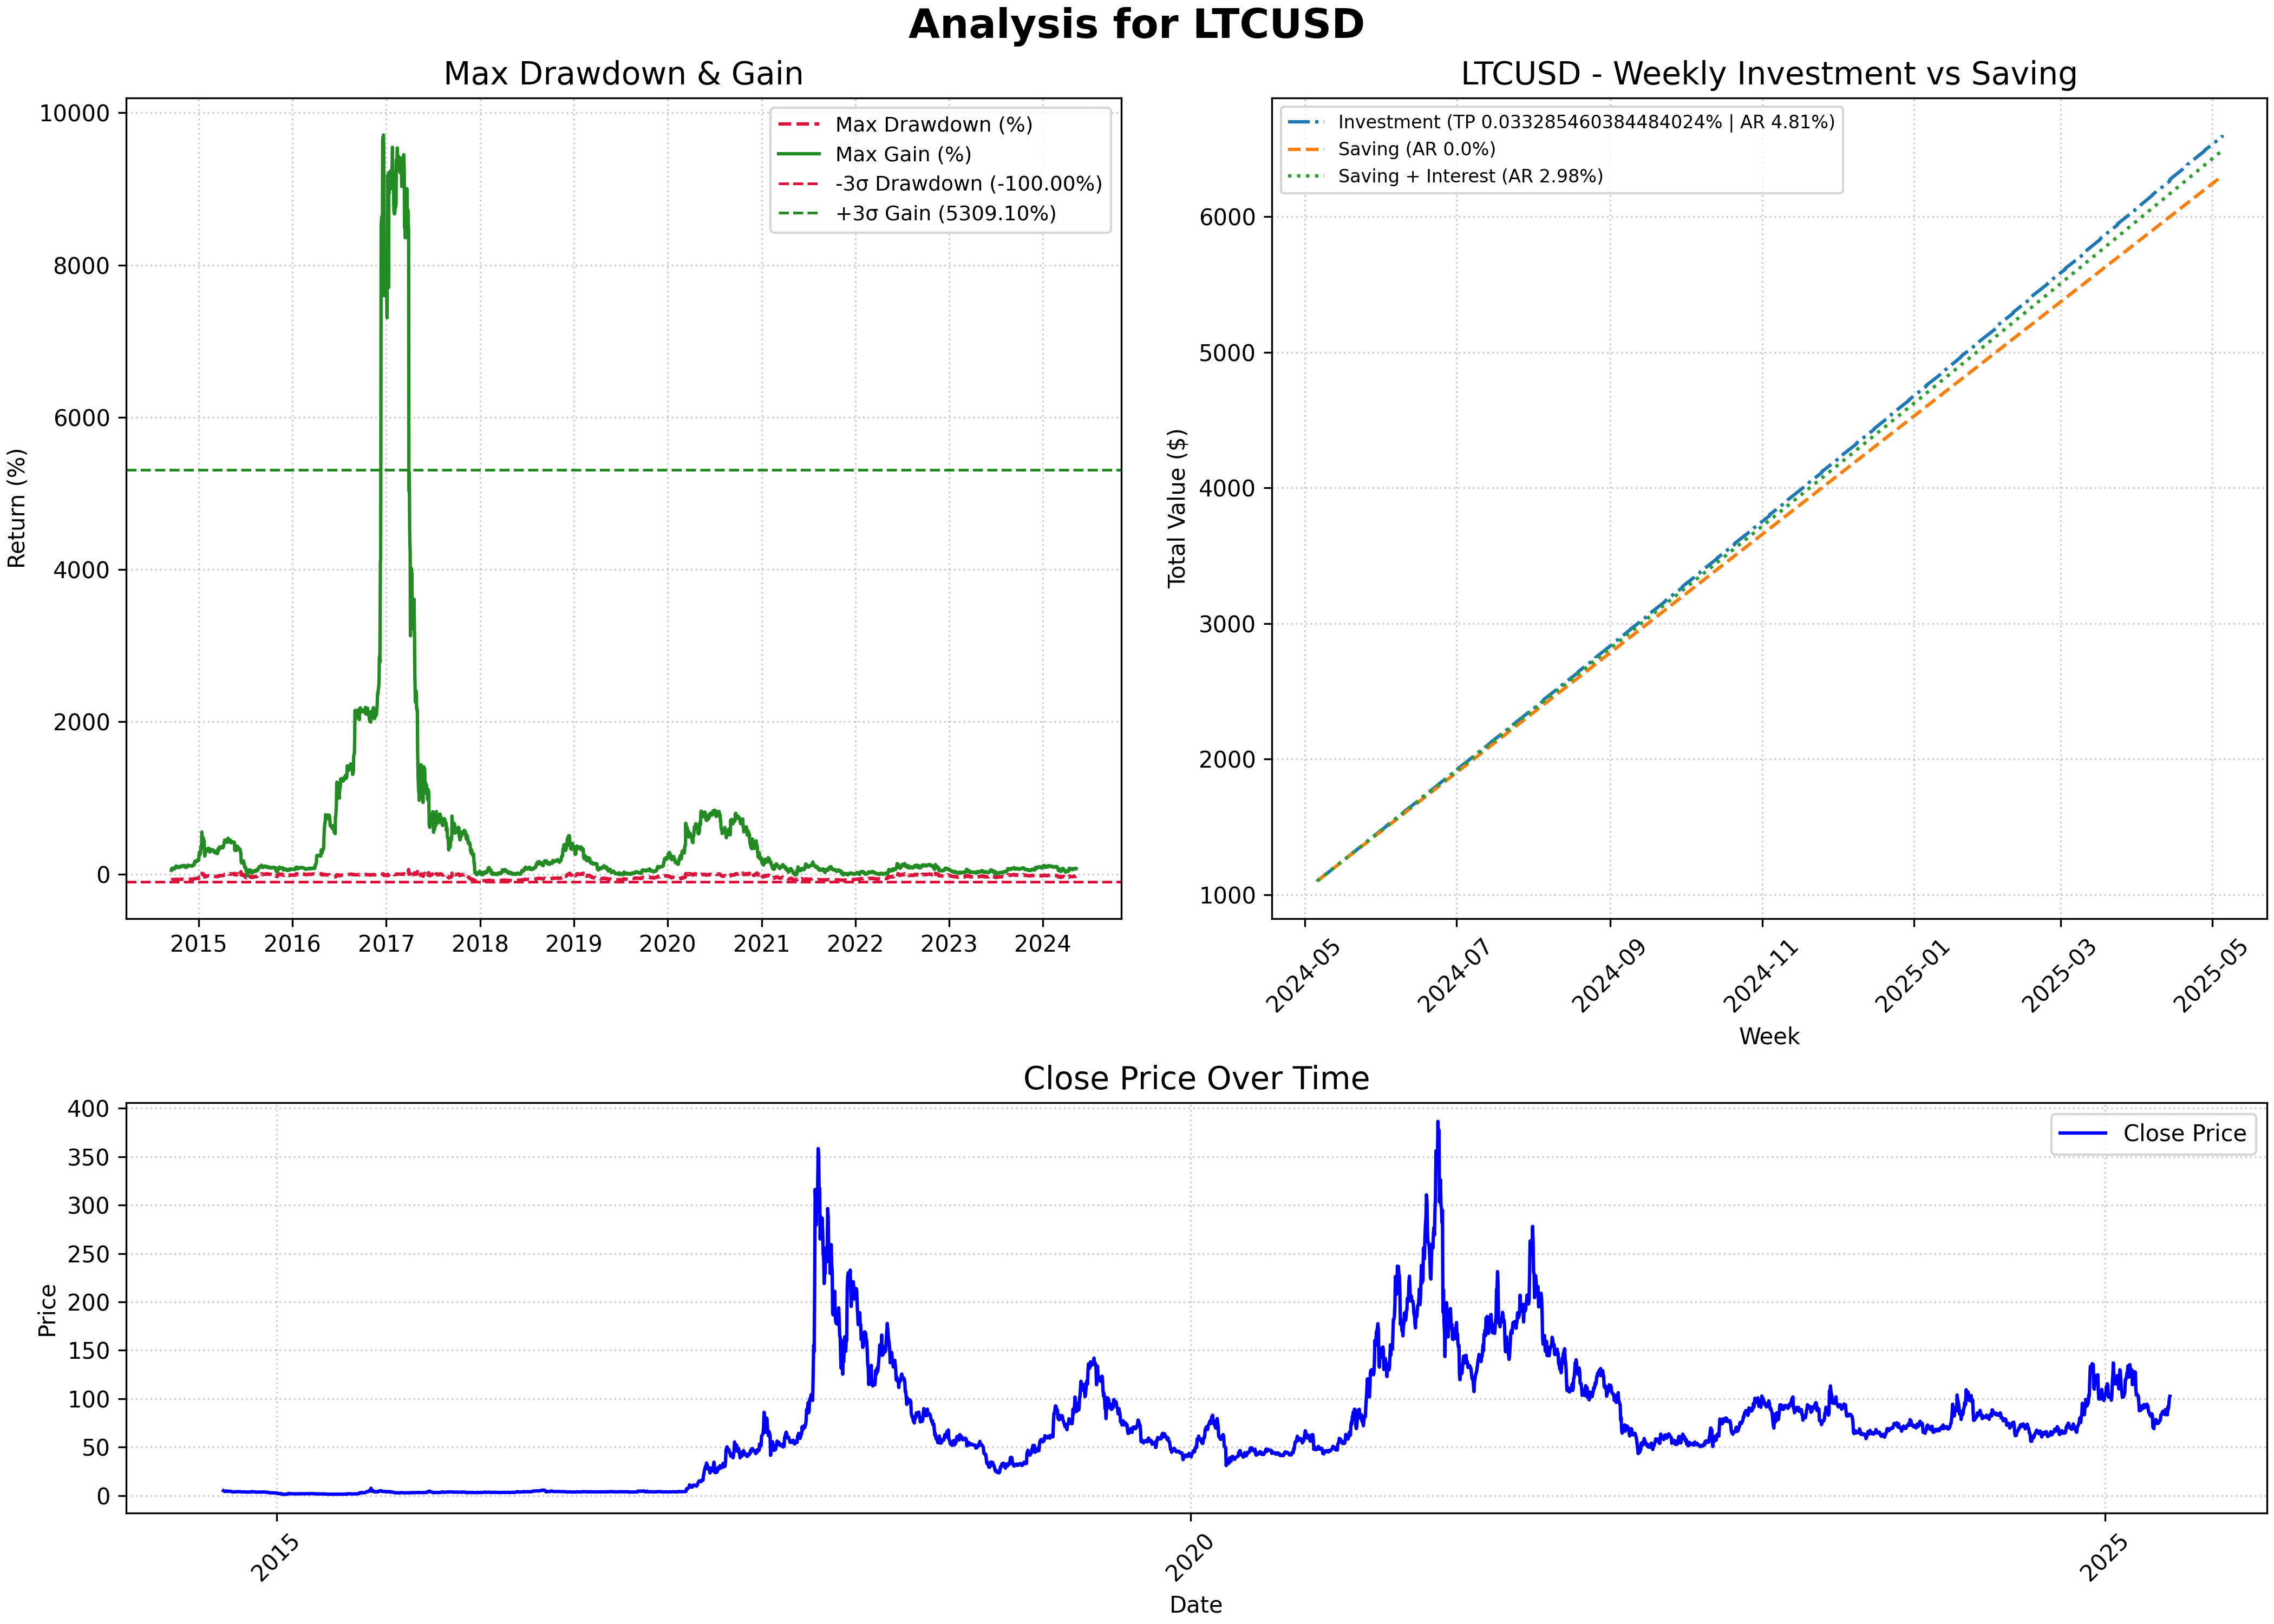 Analysis for LTCUSD
Max Drawdown & Gain
Return (%)
10000
8000
6000
4000
2000
0
Max Drawdown (%)
Max Gain (%)
-3σ Drawdown (-100.00%)
+3σ Gain (5309.10%)
2015 2016 2017 2018 2019 2020 2021 2022 2023 2024
LTCUSD - Weekly Investment vs Saving
Total Value ($)
6000
5000
4000
3000
2000
1000
Investment (TP 0.033285460384484024% | AR 4.81%)
Saving (AR 0.0%)
Saving + Interest (AR 2.98%)
2024-05 2024-07 2024-09 2024-11 2025-01 2025-03 2025-05
Week
Close Price Over Time
Price
400
350
300
250
200
150
100
50
0
Close Price
2015 2020 2025
Date